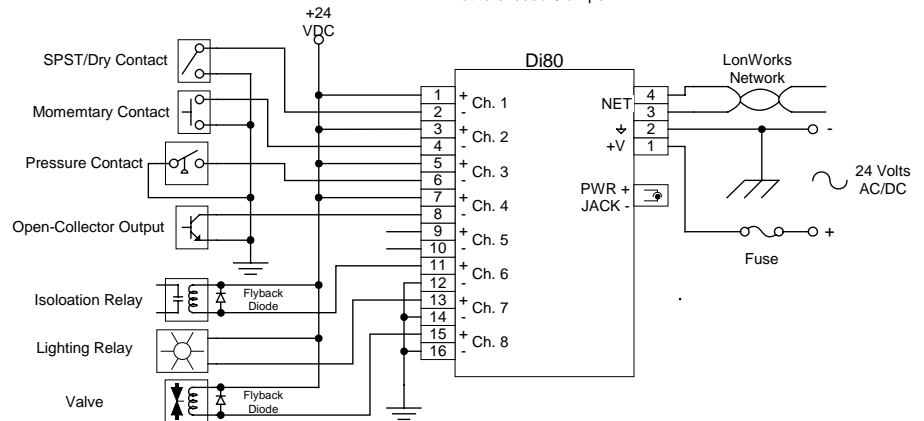 +24
VDC
SPST/Dry Contact
Momemtary Contact
Pressure Contact
Open-Collector Output
Isoloation Relay
Flyback
Diode
Lighting Relay
Valve
Flyback
Diode
Di80
1 + Ch. 1
2 -
3 + Ch. 2
4 -
5 + Ch. 3
6 -
7 + Ch. 4
8 -
9 + Ch. 5
10 -
11 + Ch. 6
12 -
13 + Ch. 7
14 -
15 + Ch. 8
16 -
NET 4
3
2
+V 1
PWR +
JACK -
LonWorks
Network
-
24 Volts
AC/DC
+
Fuse